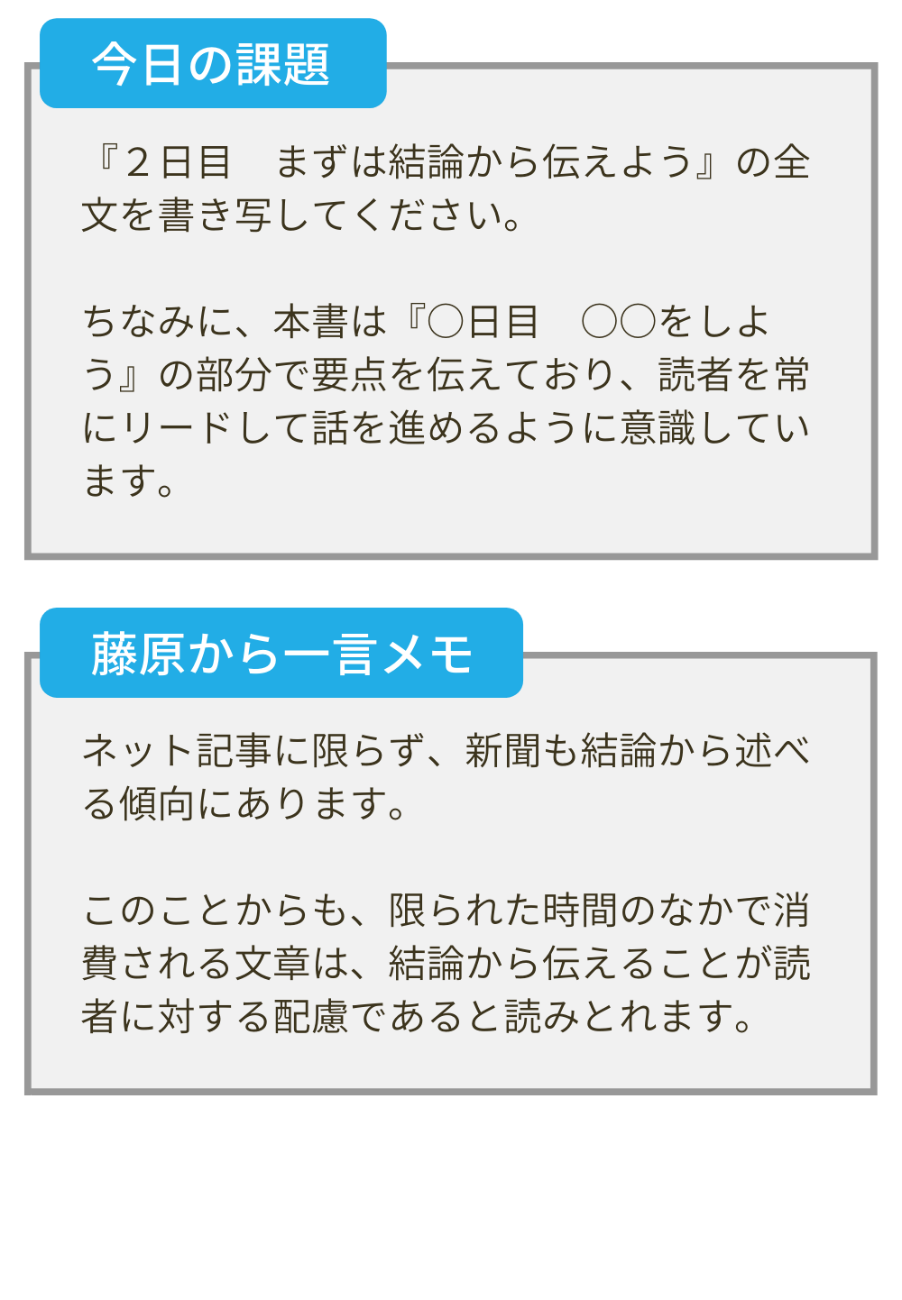 今日の課題
『２日目　まずは結論から伝えよう』の全
文を書き写してください。
ちなみに、本書は『◯日目　◯◯をしよ
う』の部分で要点を伝えており、読者を常
にリードして話を進めるように意識してい
ます。
藤原から一言メモ
ネット記事に限らず、新聞も結論から述べ
る傾向にあります。
このことからも、限られた時間のなかで消
費される文章は、結論から伝えることが読
者に対する配慮であると読みとれます。